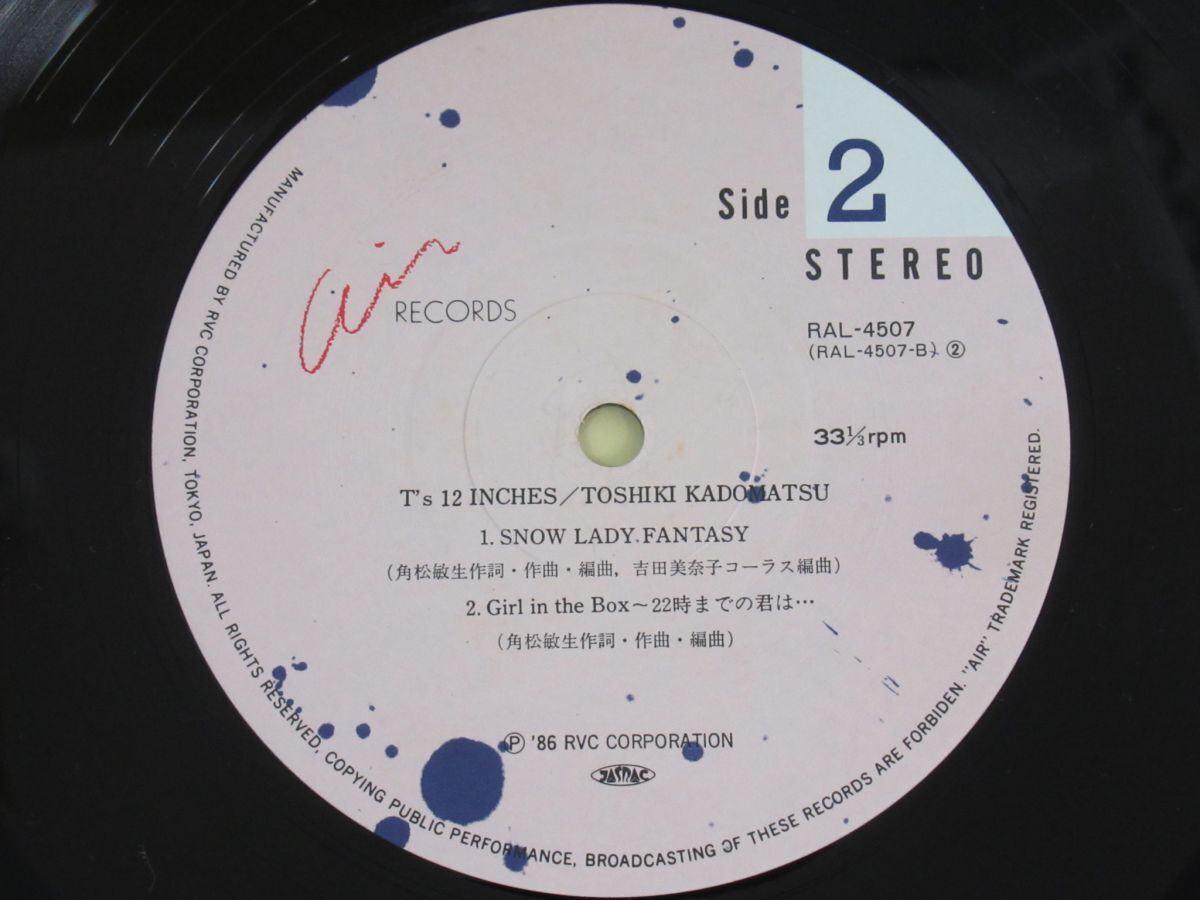 Side 2
STEREO
Air RECORDS
RAL-4507
(RAL-4507-B) ②
33⅓rpm
T's 12 INCHES／TOSHIKI KADOMATSU
1. SNOW LADY FANTASY
(角松敏生作詞・作曲・編曲, 吉田美奈子コーラス編曲)
2. Girl in the Box～22時までの君は…
(角松敏生作詞・作曲・編曲)
Ⓟ '86 RVC CORPORATION
JASRAC
MANUFACTURED BY RVC CORPORATION, TOKYO, JAPAN. ALL RIGHTS RESERVED, COPYING PUBLIC PERFORMANCE, BROADCASTING OF THESE RECORDS ARE FORBIDEN. "AIR" TRADEMARK REGISTERED.